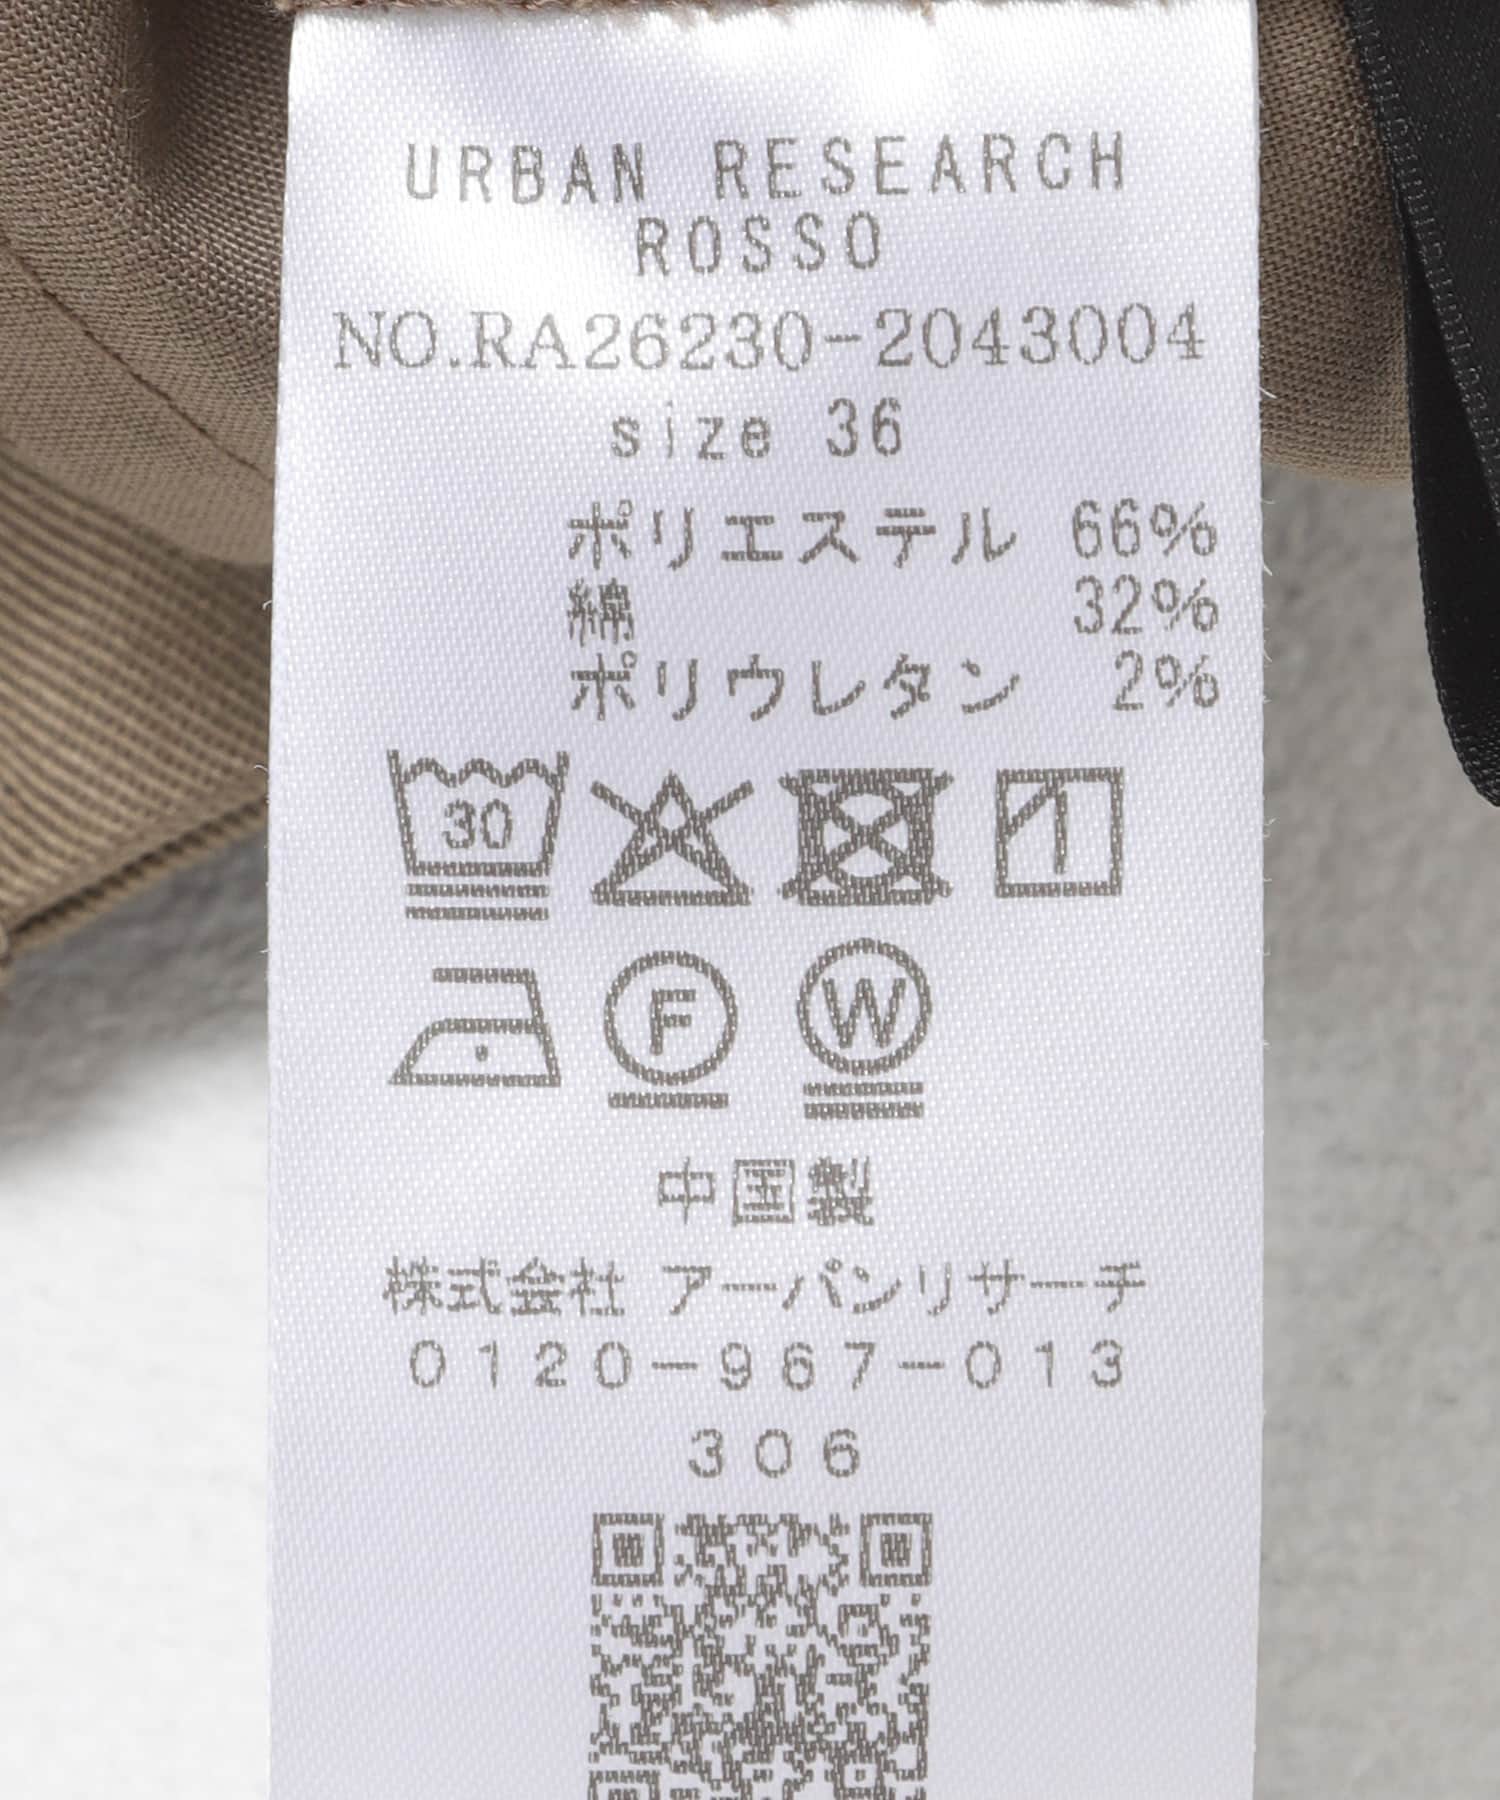 URBAN RESEARCH
ROSSO
NO.RA26230-2043004
size 36
ポリエステル 66%
綿 32%
ポリウレタン 2%
30
F W
中国製
株式会社 アーバンリサーチ
0120-967-013
306